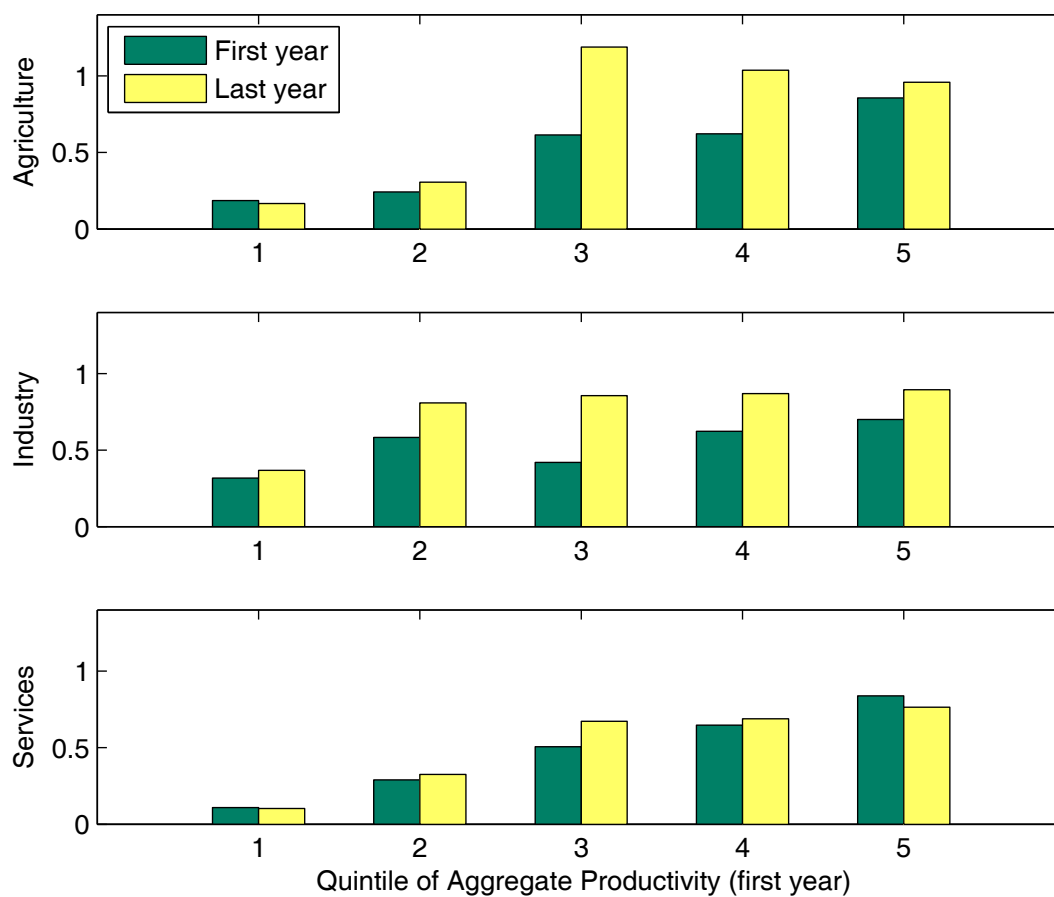 First year
Last year
Agriculture
1
0.5
0
1 2 3 4 5
Industry
1
0.5
0
1 2 3 4 5
Services
1
0.5
0
1 2 3 4 5
Quintile of Aggregate Productivity (first year)